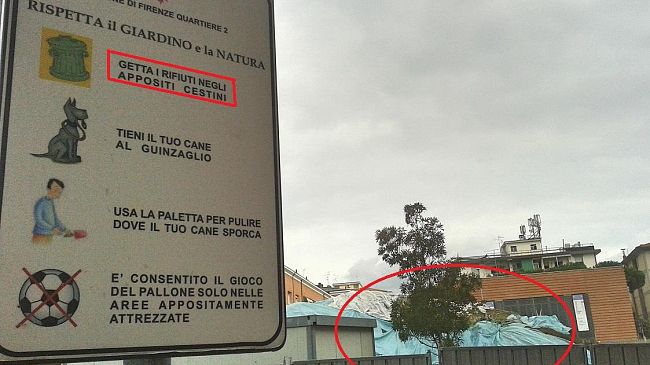 NE DI FIRENZE QUARTIERE 2
RISPETTA il GIARDINO e la NATURA
GETTA I RIFIUTI NEGLI
APPOSITI CESTINI
TIENI IL TUO CANE
AL GUINZAGLIO
USA LA PALETTA PER PULIRE
DOVE IL TUO CANE SPORCA
E' CONSENTITO IL GIOCO
DEL PALLONE SOLO NELLE
AREE APPOSITAMENTE
ATTREZZATE